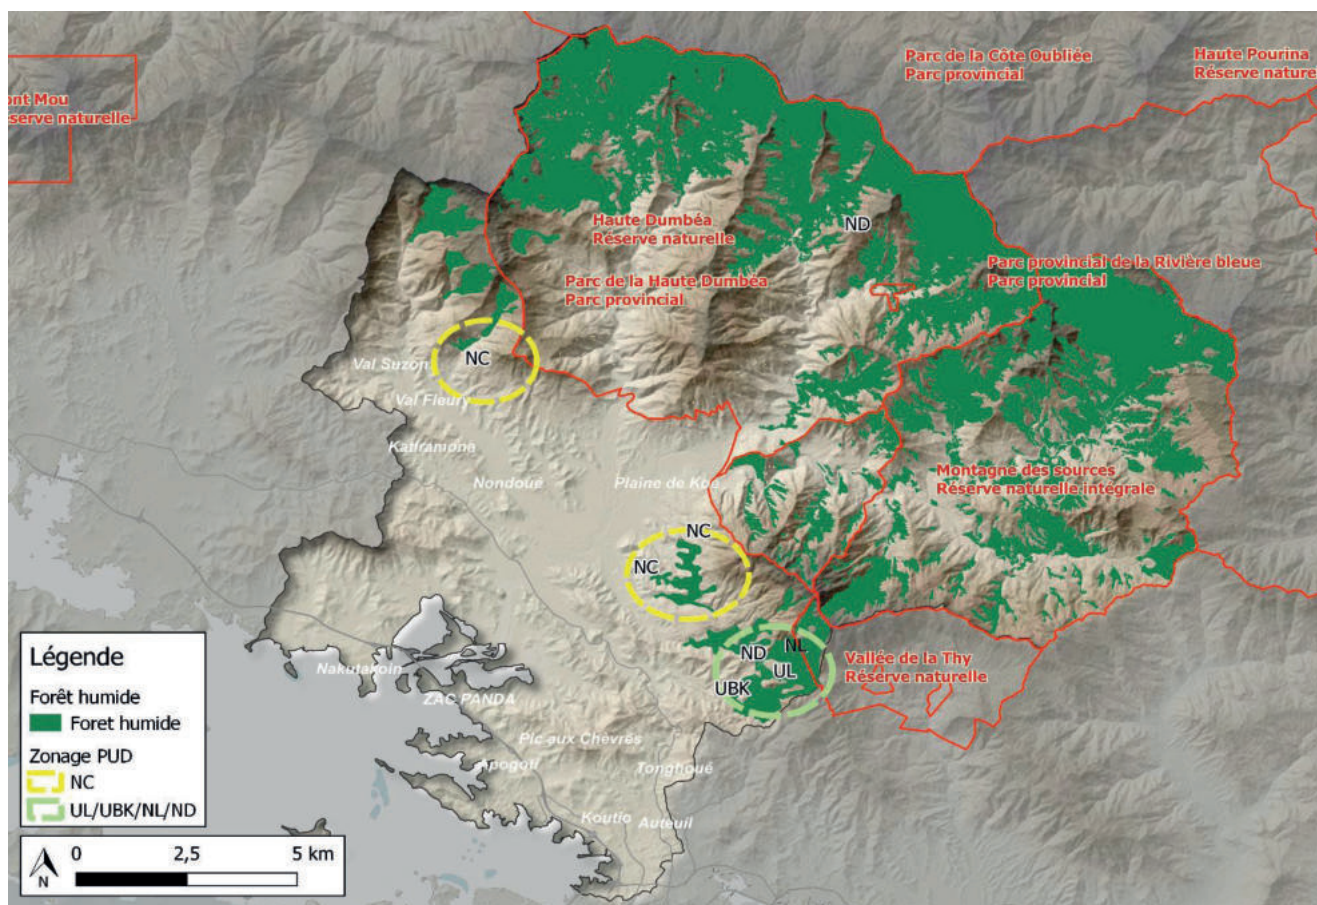 Parc de la Côte Oubliée
Parc provincial
Haute Pourina
Réserve nature
ont Mou
serve naturelle
Haute Dumbéa
Réserve naturelle
ND
Parc provincial de la Rivière bleue
Parc provincial
Parc de la Haute Dumbéa
Parc provincial
NC
Val Suzon
Val Fleury
Katiramona
Nondoué
Plaine de Koé
Montagne des sources
Réserve naturelle intégrale
NC
NC
ND
NL
UL
UBK
Vallée de la Thy
Réserve naturelle
Nakutakoin
ZAC PANDA
Pic aux Chèvres
Apogoti
Tonghoué
Koutio
Auteuil
Légende
Forêt humide
Foret humide
Zonage PUD
NC
UL/UBK/NL/ND
N
0 2,5 5 km